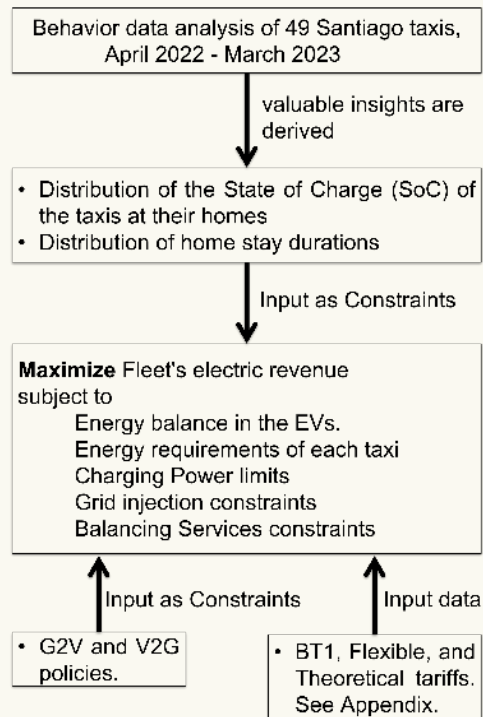 Behavior data analysis of 49 Santiago taxis,
April 2022 - March 2023
valuable insights are
derived
• Distribution of the State of Charge (SoC) of
the taxis at their homes
• Distribution of home stay durations
Input as Constraints
Maximize Fleet's electric revenue
subject to
Energy balance in the EVs.
Energy requirements of each taxi
Charging Power limits
Grid injection constraints
Balancing Services constraints
Input as Constraints
Input data
• G2V and V2G
policies.
• BT1, Flexible, and
Theoretical tariffs.
See Appendix.